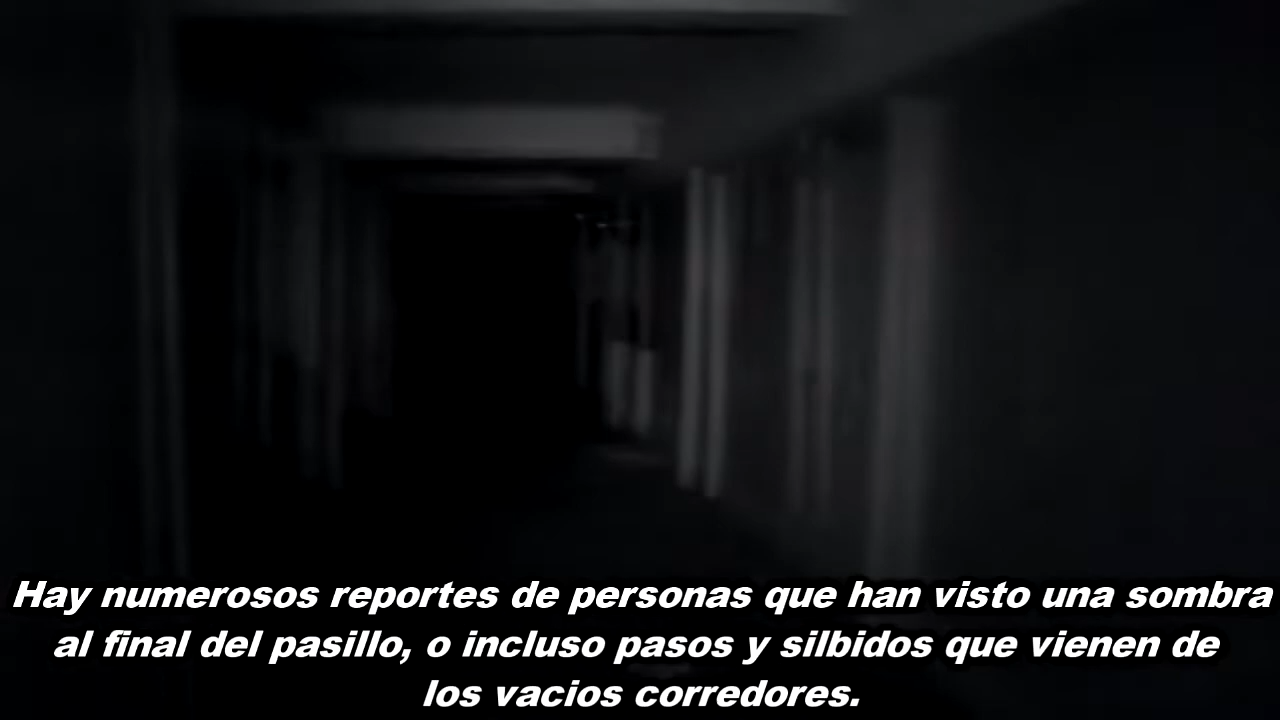 Hay numerosos reportes de personas que han visto una sombra
al final del pasillo, o incluso pasos y silbidos que vienen de
los vacios corredores.